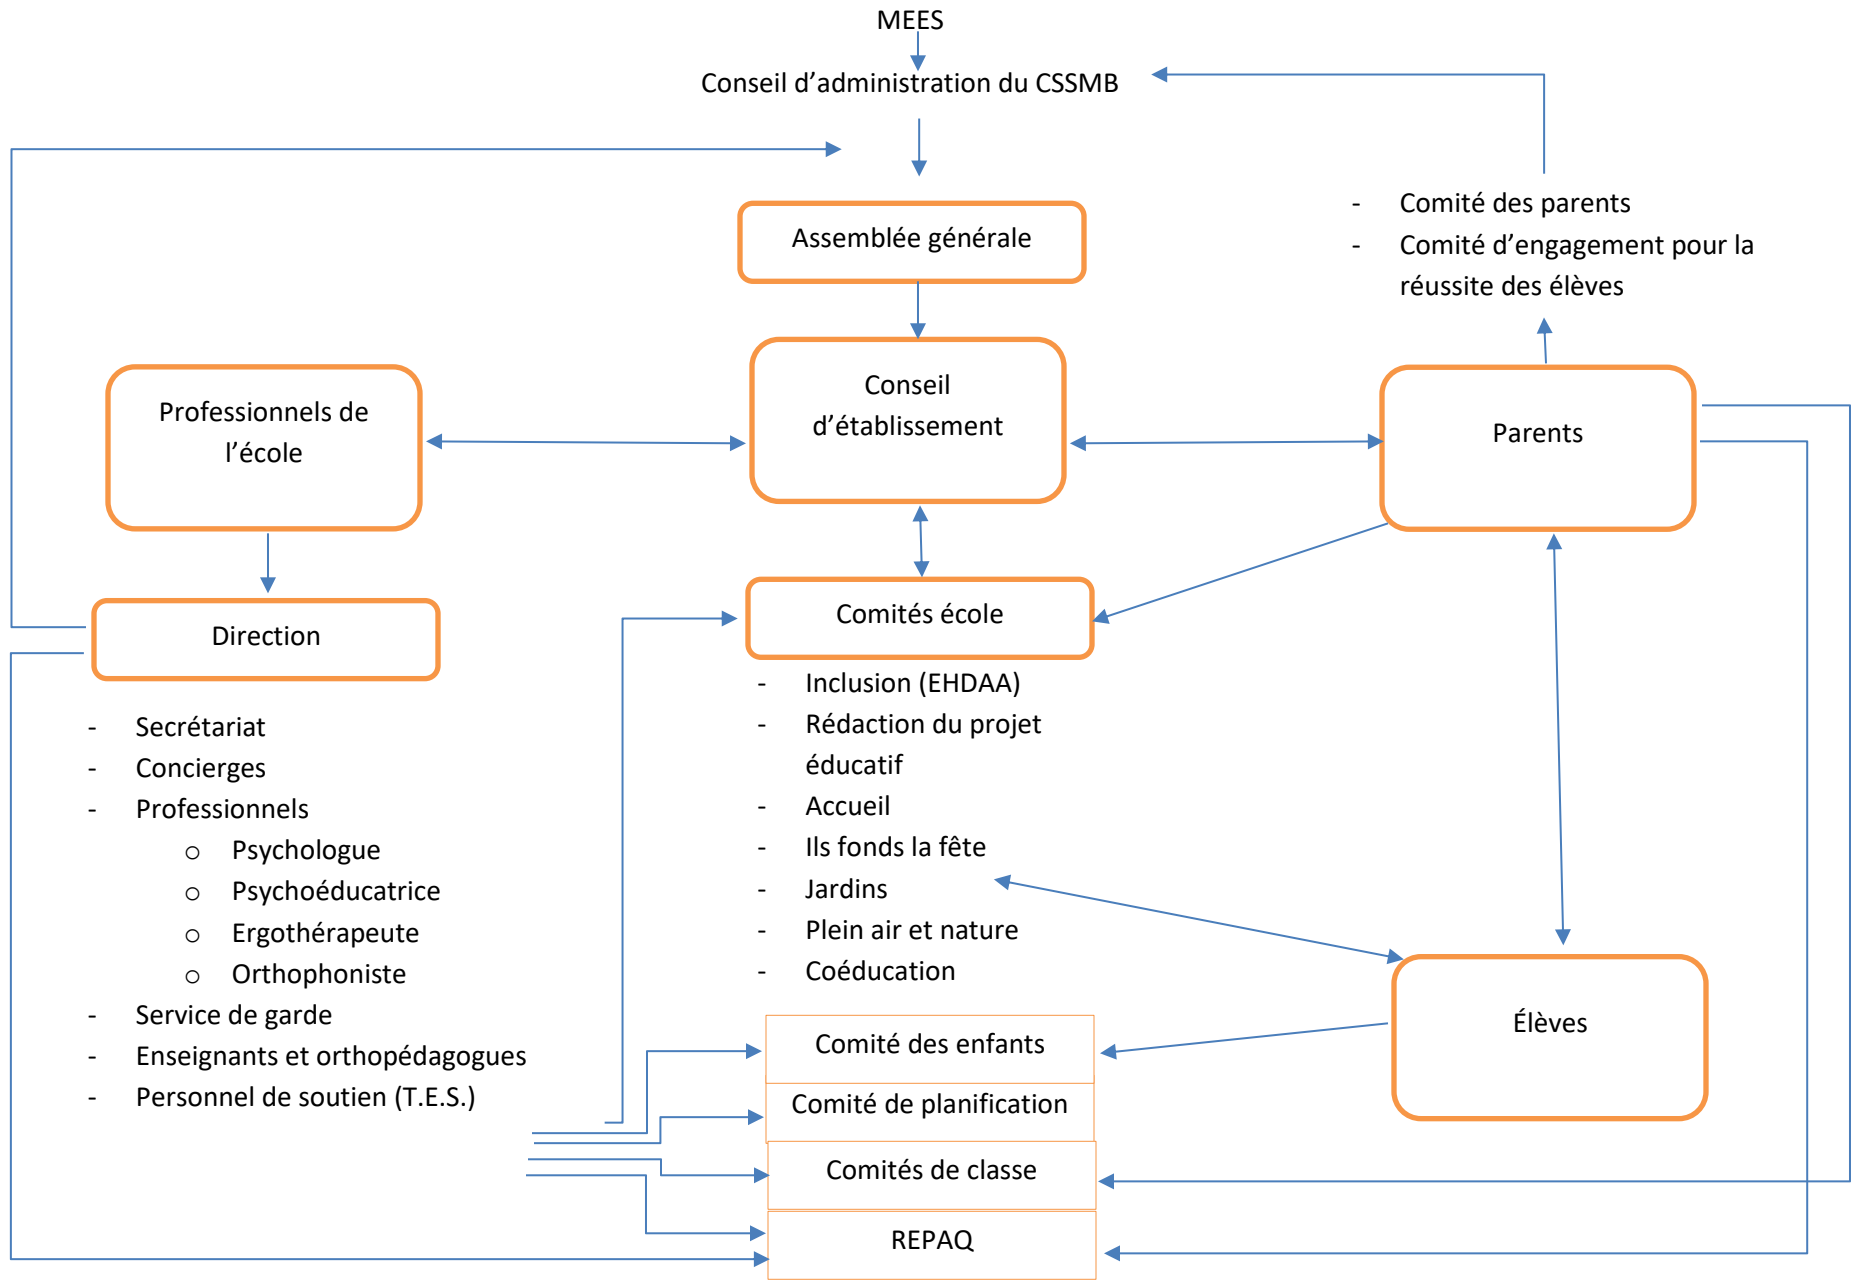 MEES
Conseil d'administration du CSSMB
Assemblée générale
- Comité des parents
- Comité d'engagement pour la
réussite des élèves
Professionnels de
l'école
Conseil
d'établissement
Parents
Direction
- Secrétariat
- Concierges
- Professionnels
o Psychologue
o Psychoéducatrice
o Ergothérapeute
o Orthophoniste
- Service de garde
- Enseignants et orthopédagogues
- Personnel de soutien (T.E.S.)
Comités école
- Inclusion (EHDAA)
- Rédaction du projet
éducatif
- Accueil
- Ils fonds la fête
- Jardins
- Plein air et nature
- Coéducation
Élèves
Comité des enfants
Comité de planification
Comités de classe
REPAQ